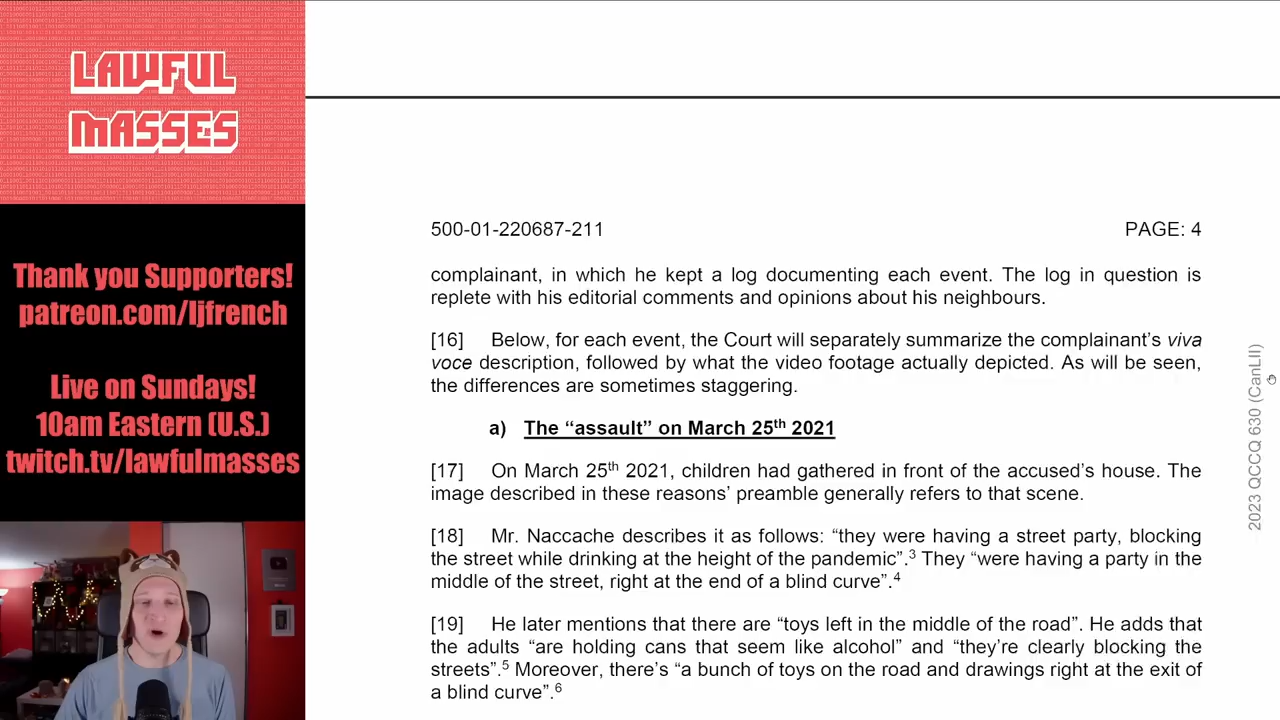 LAWFUL
MASSES
Thank you Supporters!
patreon.com/ljfrench
Live on Sundays!
10am Eastern (U.S.)
twitch.tv/lawfulmasses
500-01-220687-211 PAGE: 4
complainant, in which he kept a log documenting each event. The log in question is
replete with his editorial comments and opinions about his neighbours.
[16] Below, for each event, the Court will separately summarize the complainant's viva
voce description, followed by what the video footage actually depicted. As will be seen,
the differences are sometimes staggering.
a) The “assault” on March 25th 2021
[17] On March 25th 2021, children had gathered in front of the accused's house. The
image described in these reasons' preamble generally refers to that scene.
[18] Mr. Naccache describes it as follows: “they were having a street party, blocking
the street while drinking at the height of the pandemic”.3 They “were having a party in the
middle of the street, right at the end of a blind curve”.4
[19] He later mentions that there are “toys left in the middle of the road”. He adds that
the adults “are holding cans that seem like alcohol” and “they're clearly blocking the
streets”.5 Moreover, there's “a bunch of toys on the road and drawings right at the exit of
a blind curve”.6
2023 QCCQ 630 (CanLII)